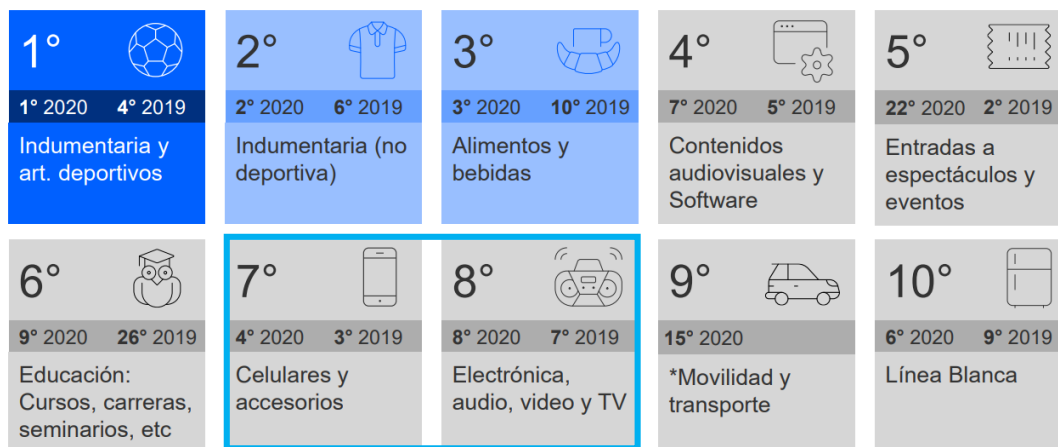 1°
1° 2020 4° 2019
Indumentaria y
art. deportivos
2°
2° 2020 6° 2019
Indumentaria (no
deportiva)
3°
3° 2020 10° 2019
Alimentos y
bebidas
4°
7° 2020 5° 2019
Contenidos
audiovisuales y
Software
5°
22° 2020 2° 2019
Entradas a
espectáculos y
eventos
6°
9° 2020 26° 2019
Educación:
Cursos, carreras,
seminarios, etc
7°
4° 2020 3° 2019
Celulares y
accesorios
8°
8° 2020 7° 2019
Electrónica,
audio, video y TV
9°
15° 2020
*Movilidad y
transporte
10°
6° 2020 9° 2019
Línea Blanca